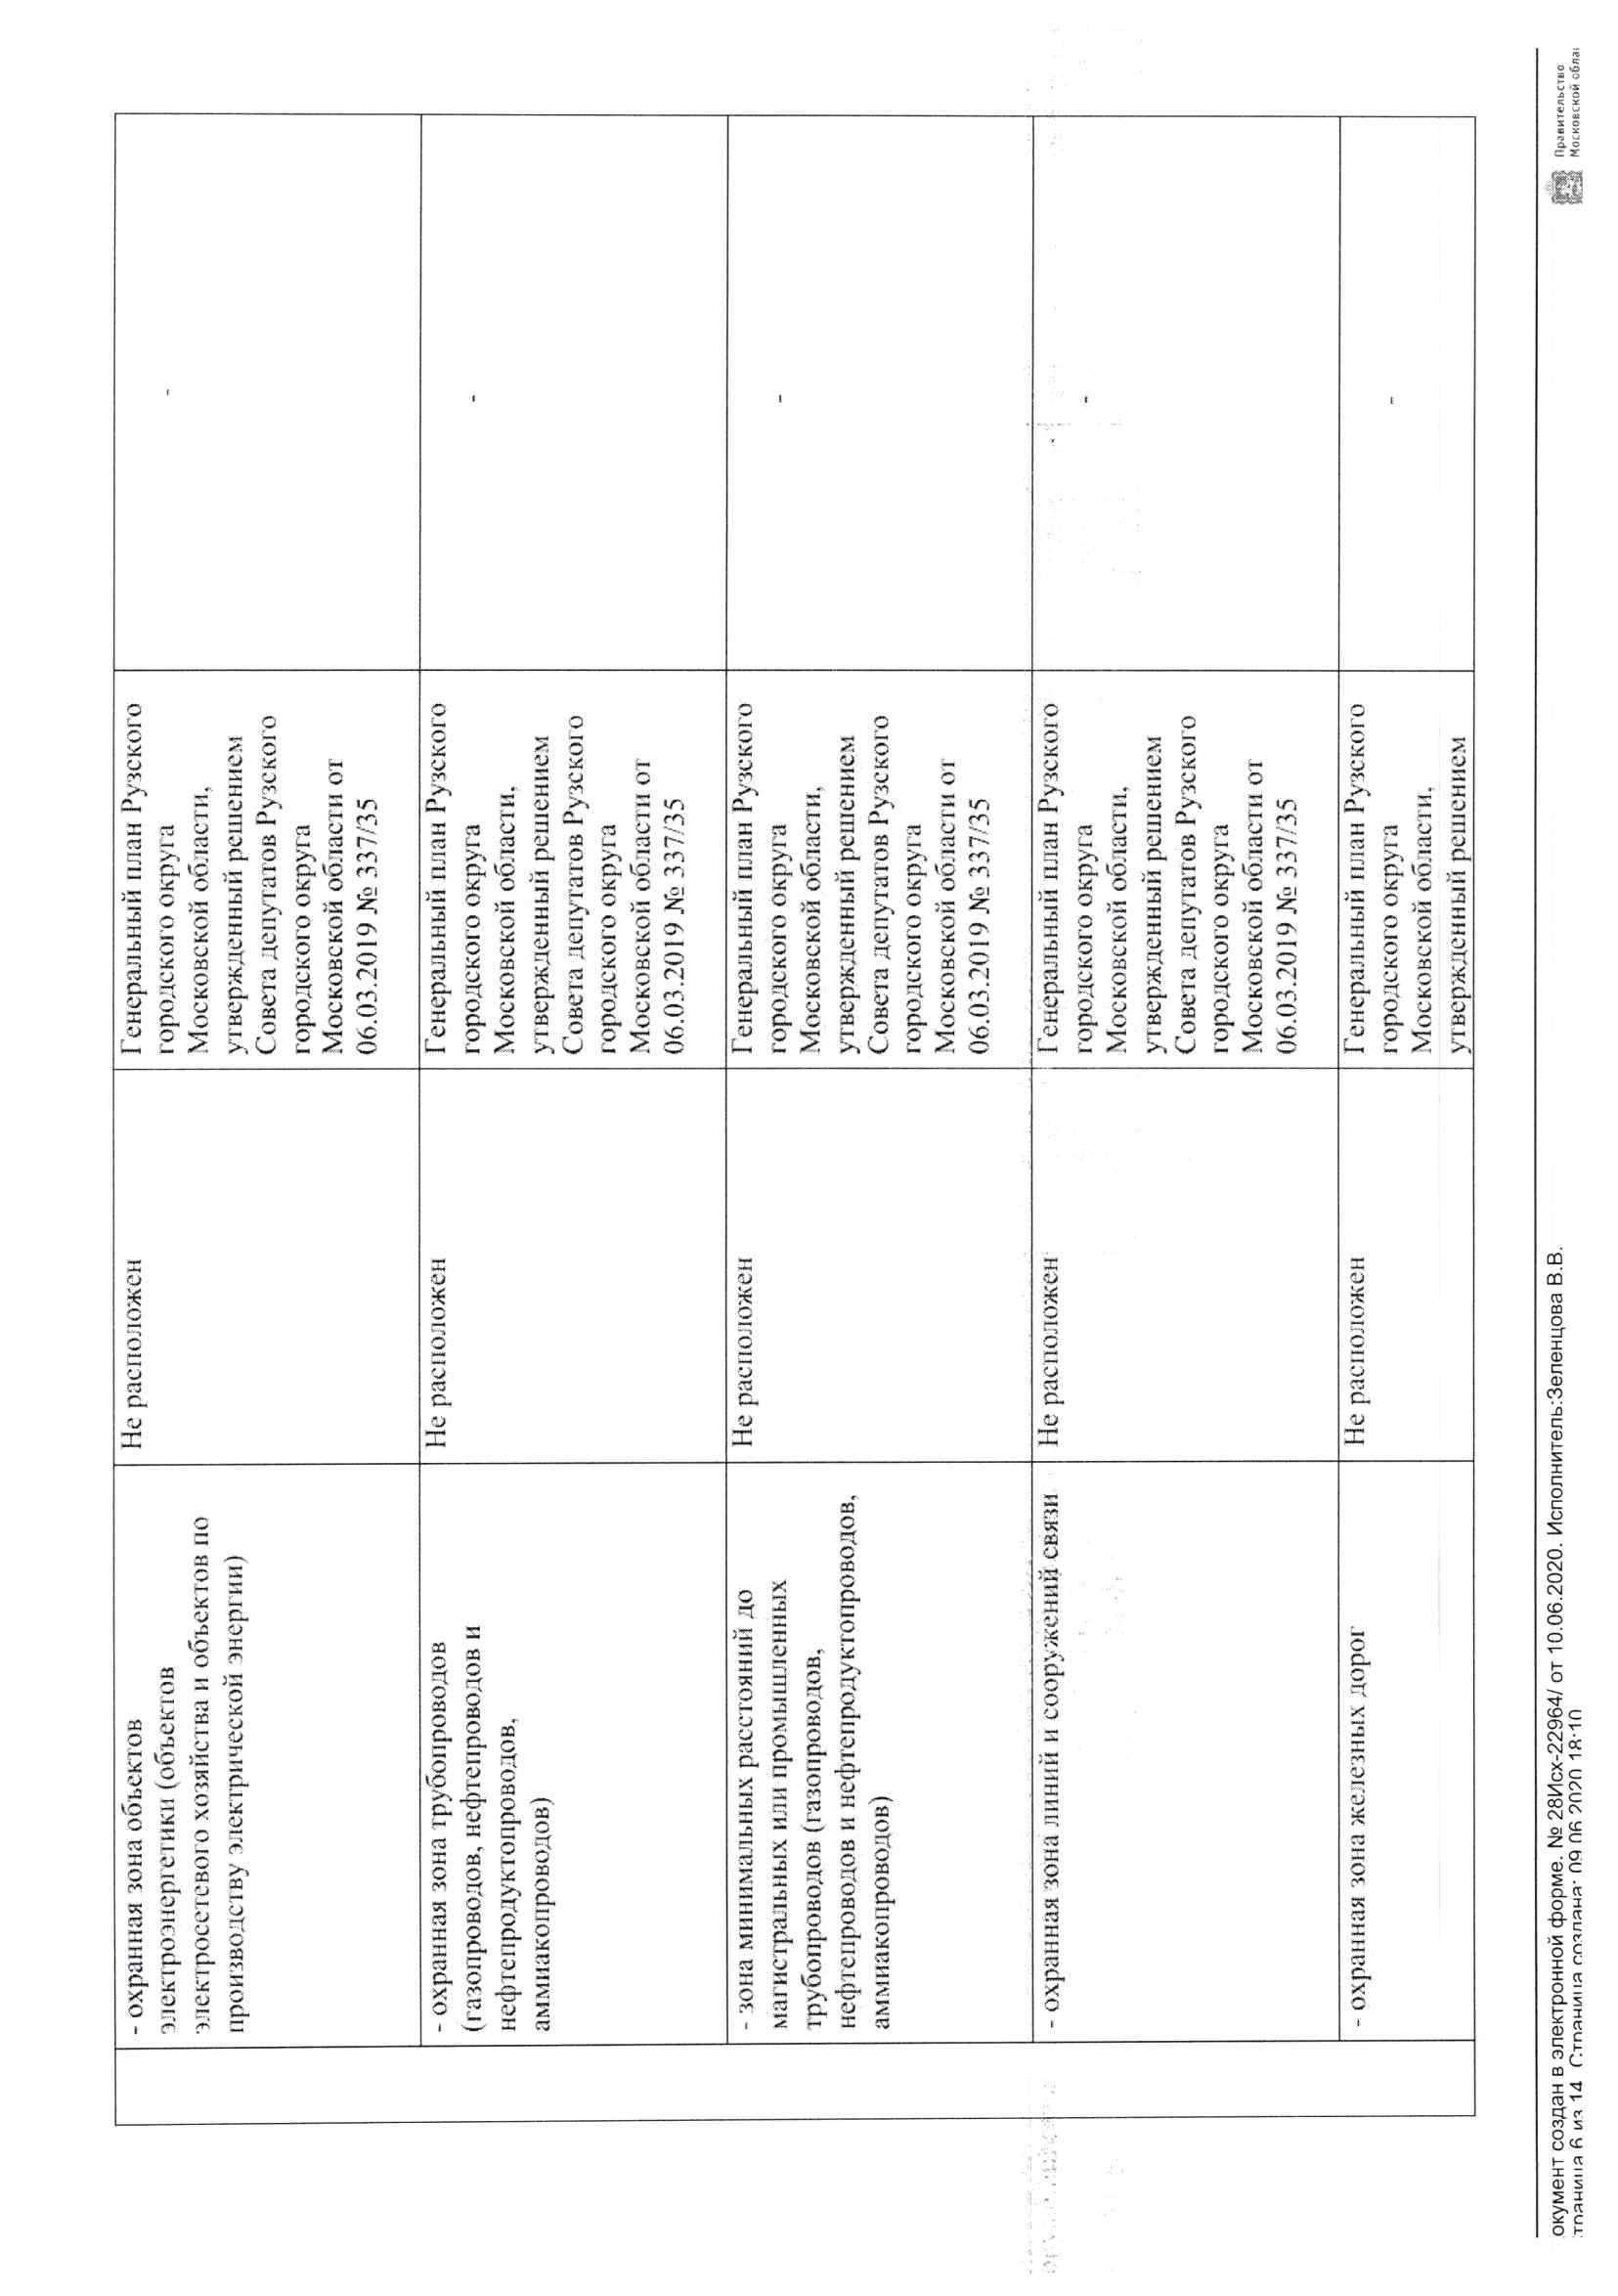 - охранная зона объектов
электроэнергетики (объектов
электросетевого хозяйства и объектов по
производству электрической энергии)
Не расположен
Генеральный план Рузского
городского округа
Московской области,
утвержденный решением
Совета депутатов Рузского
городского округа
Московской области от
06.03.2019 № 337/35
-
- охранная зона трубопроводов
(газопроводов, нефтепроводов и
нефтепродуктопроводов,
аммиакопроводов)
Не расположен
Генеральный план Рузского
городского округа
Московской области,
утвержденный решением
Совета депутатов Рузского
городского округа
Московской области от
06.03.2019 № 337/35
-
- зона минимальных расстояний до
магистральных или промышленных
трубопроводов (газопроводов,
нефтепроводов и нефтепродуктопроводов,
аммиакопроводов)
Не расположен
Генеральный план Рузского
городского округа
Московской области,
утвержденный решением
Совета депутатов Рузского
городского округа
Московской области от
06.03.2019 № 337/35
-
- охранная зона линий и сооружений связи
Не расположен
Генеральный план Рузского
городского округа
Московской области,
утвержденный решением
Совета депутатов Рузского
городского округа
Московской области от
06.03.2019 № 337/35
-
- охранная зона железных дорог
Не расположен
Генеральный план Рузского
городского округа
Московской области,
утвержденный решением
-
окумент создан в электронной форме. № 28Исх-22964/ от 10.06.2020. Исполнитель:Зеленцова В.В.
траница 6 из 14. Страница создана: 09.06.2020 18:10
Правительство
Московской обла